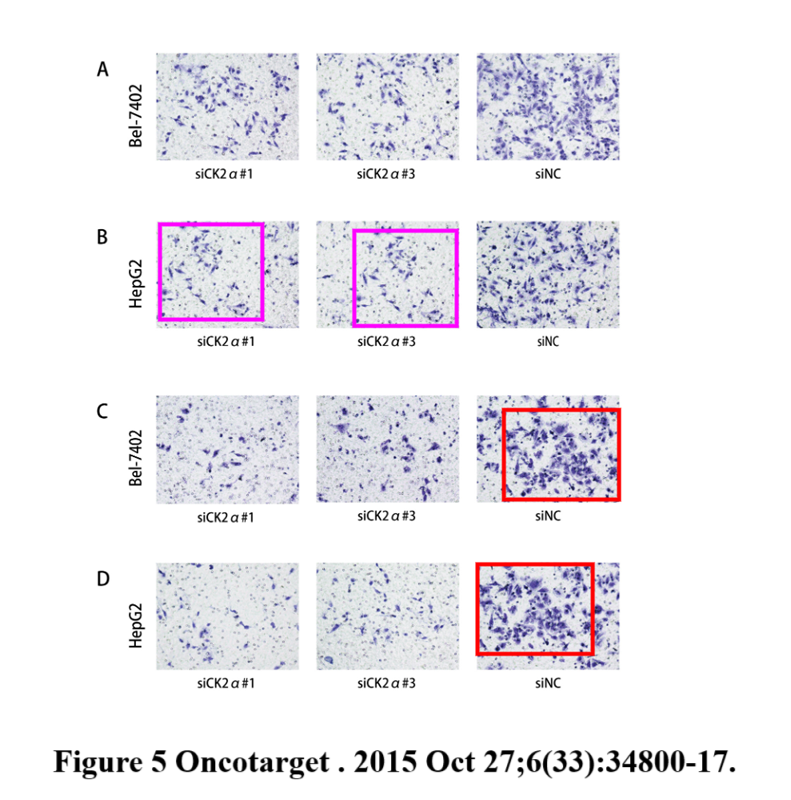 A
Bel-7402
siCK2α#1 siCK2α#3 siNC
B
HepG2
siCK2α#1 siCK2α#3 siNC
C
Bel-7402
siCK2α#1 siCK2α#3 siNC
D
HepG2
siCK2α#1 siCK2α#3 siNC
Figure 5 Oncotarget . 2015 Oct 27;6(33):34800-17.